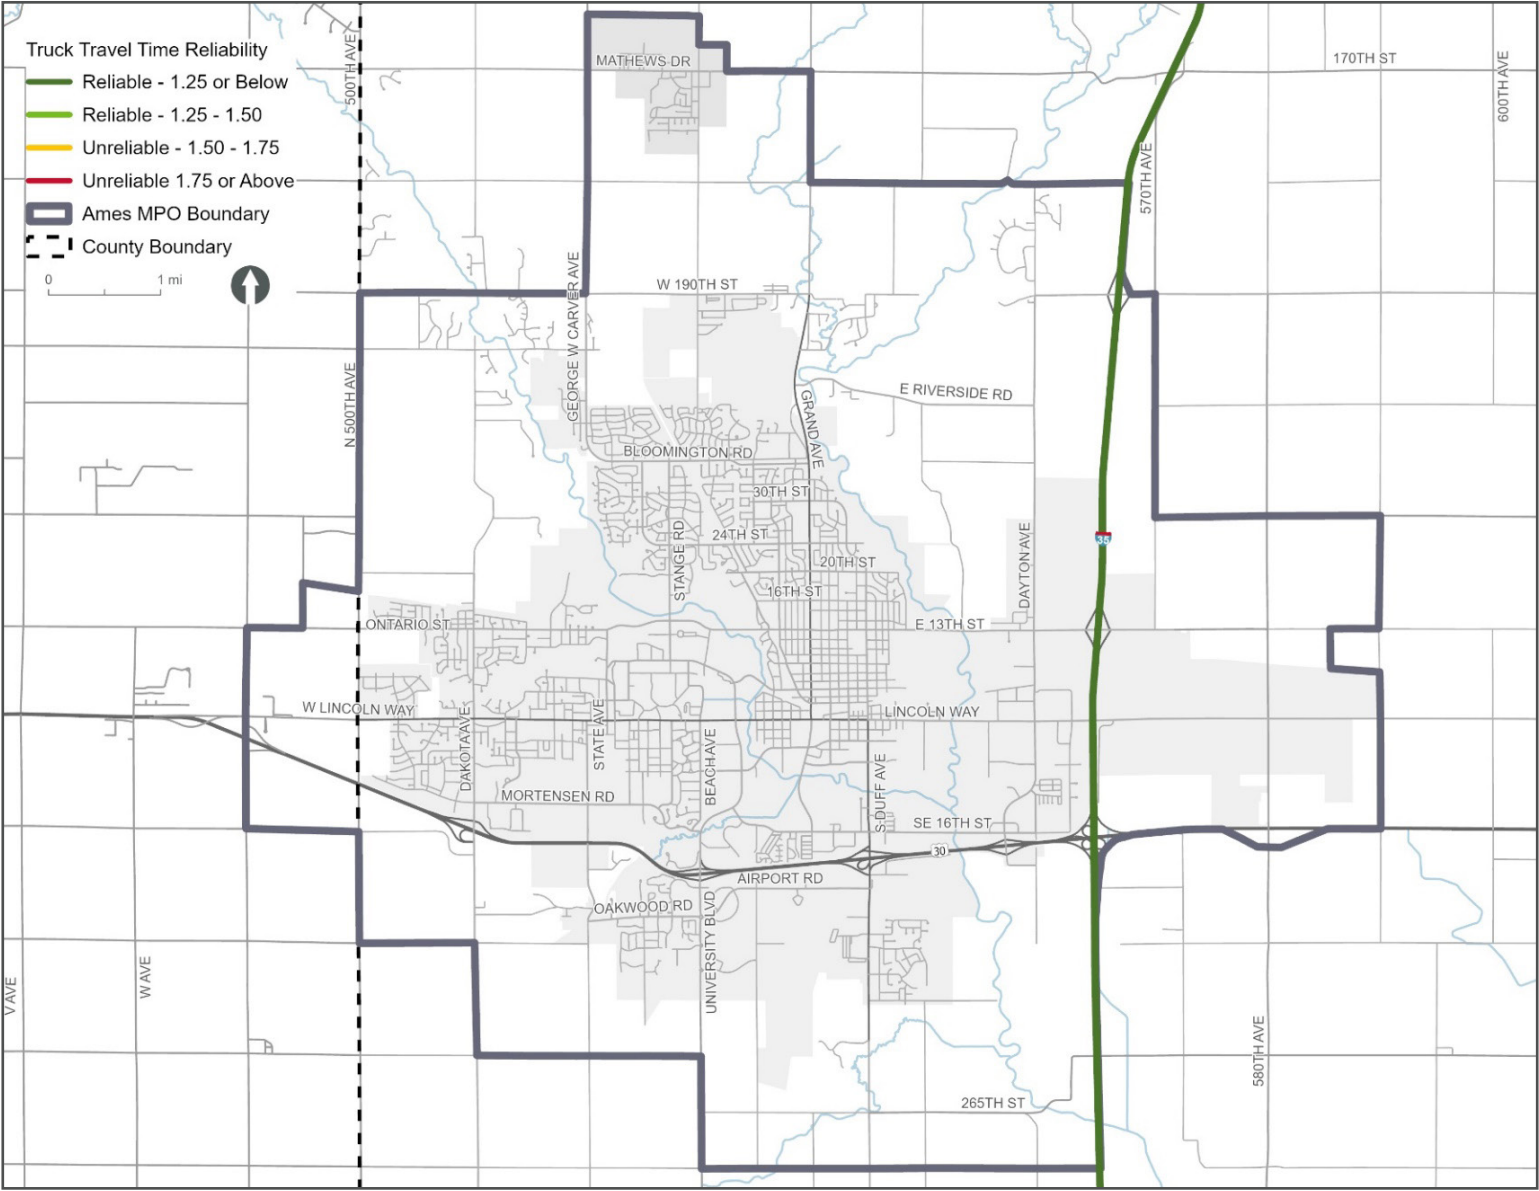 Truck Travel Time Reliability
Reliable - 1.25 or Below
Reliable - 1.25 - 1.50
Unreliable - 1.50 - 1.75
Unreliable 1.75 or Above
Ames MPO Boundary
County Boundary
0 1 mi
500TH AVE
MATHEWS DR
170TH ST
600TH AVE
570TH AVE
GEORGE W CARVER AVE
W 190TH ST
N 500TH AVE
E RIVERSIDE RD
GRAND AVE
BLOOMINGTON RD
30TH ST
24TH ST
STANGE RD
20TH ST
16TH ST
DAYTON AVE
35
ONTARIO ST
E 13TH ST
W LINCOLN WAY
LINCOLN WAY
DAKOTA AVE
STATE AVE
BEACH AVE
S DUFF AVE
MORTENSEN RD
SE 16TH ST
30
AIRPORT RD
OAKWOOD RD
UNIVERSITY BLVD
V AVE
W AVE
580TH AVE
265TH ST